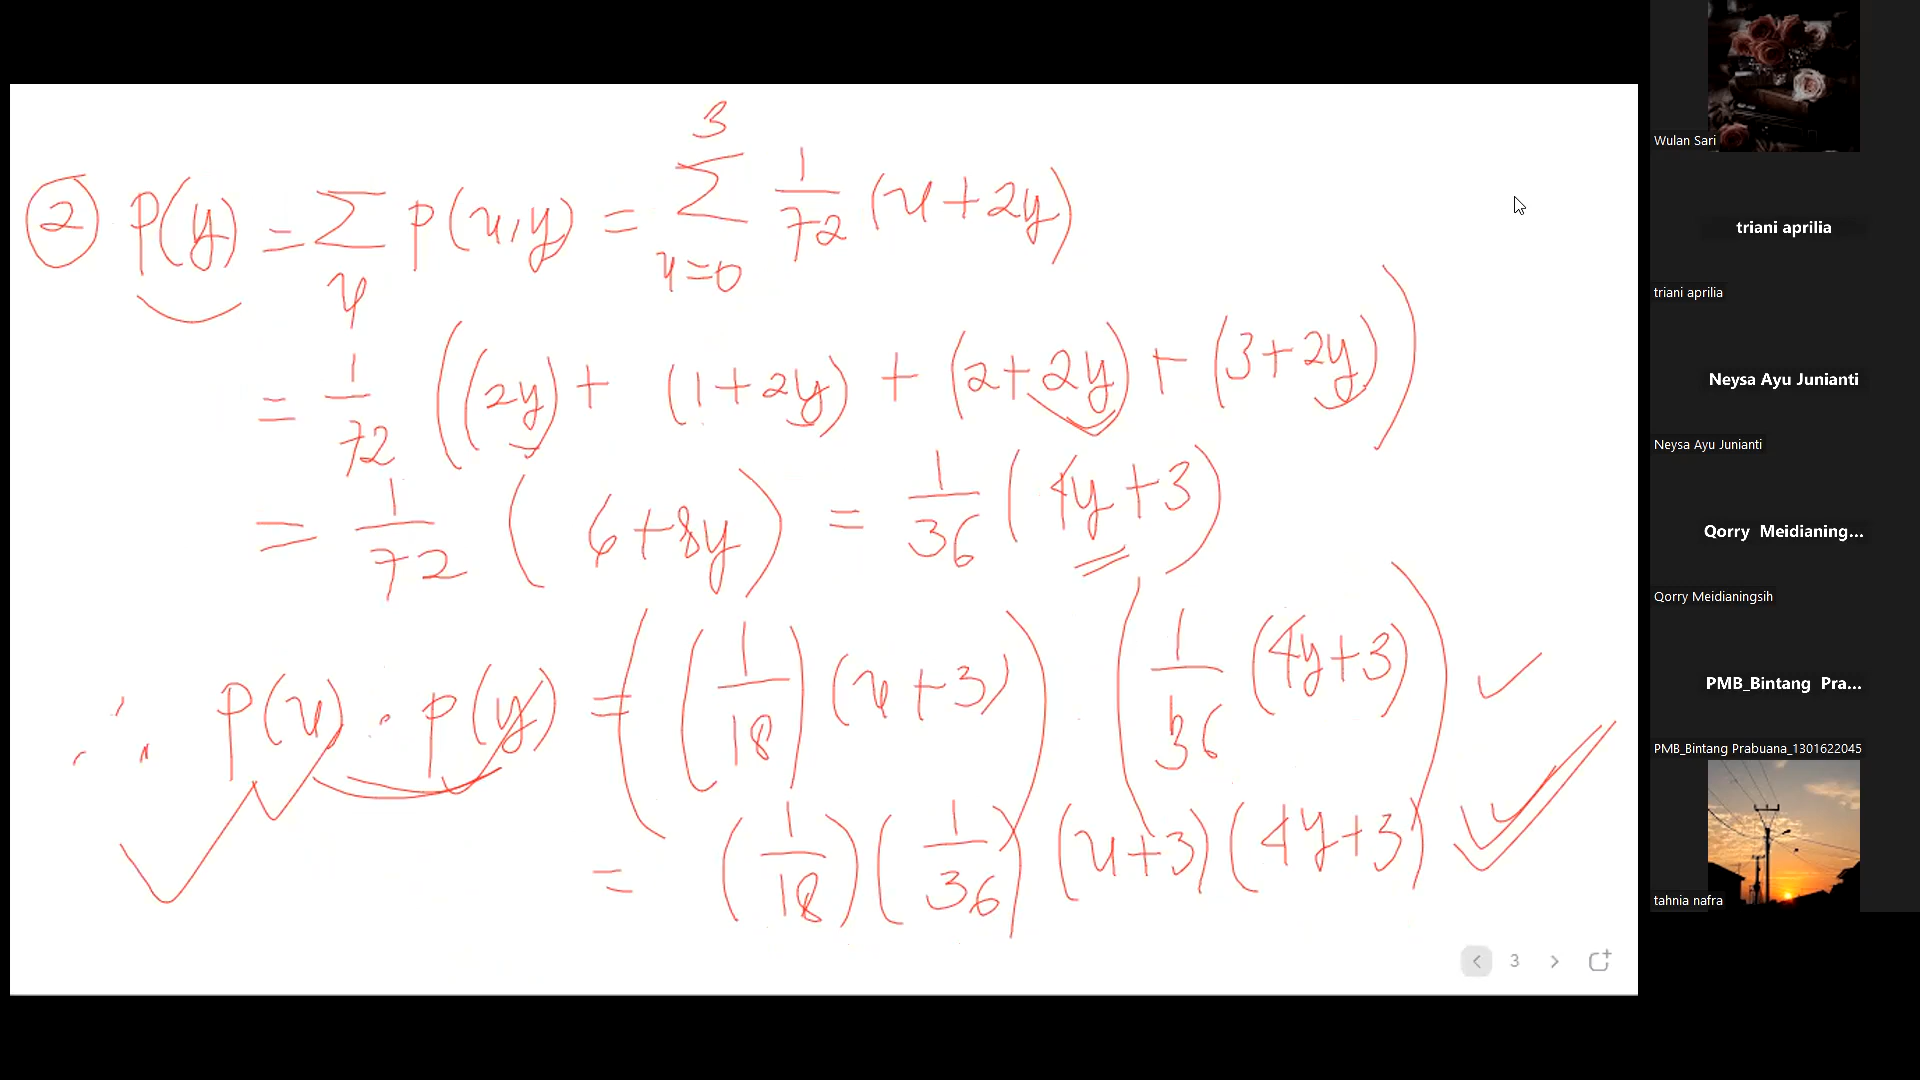 ② P(y) = Σ_x P(x,y) = Σ_{x=0}^{3} 1/72 (x+2y)
= 1/72 ((2y) + (1+2y) + (2+2y) + (3+2y))
= 1/72 (6+8y) = 1/36 (4y+3)
∴ P(x) · P(y) = ((1/18) (x+3)) · (1/36 (4y+3)) ✓
= (1/18) (1/36) (x+3) (4y+3)
3
Wulan Sari
triani aprilia
triani aprilia
Neysa Ayu Junianti
Neysa Ayu Junianti
Qorry Meidianing...
Qorry Meidianingsih
PMB_Bintang Pra...
PMB_Bintang Prabuana_1301622045
tahnia nafra